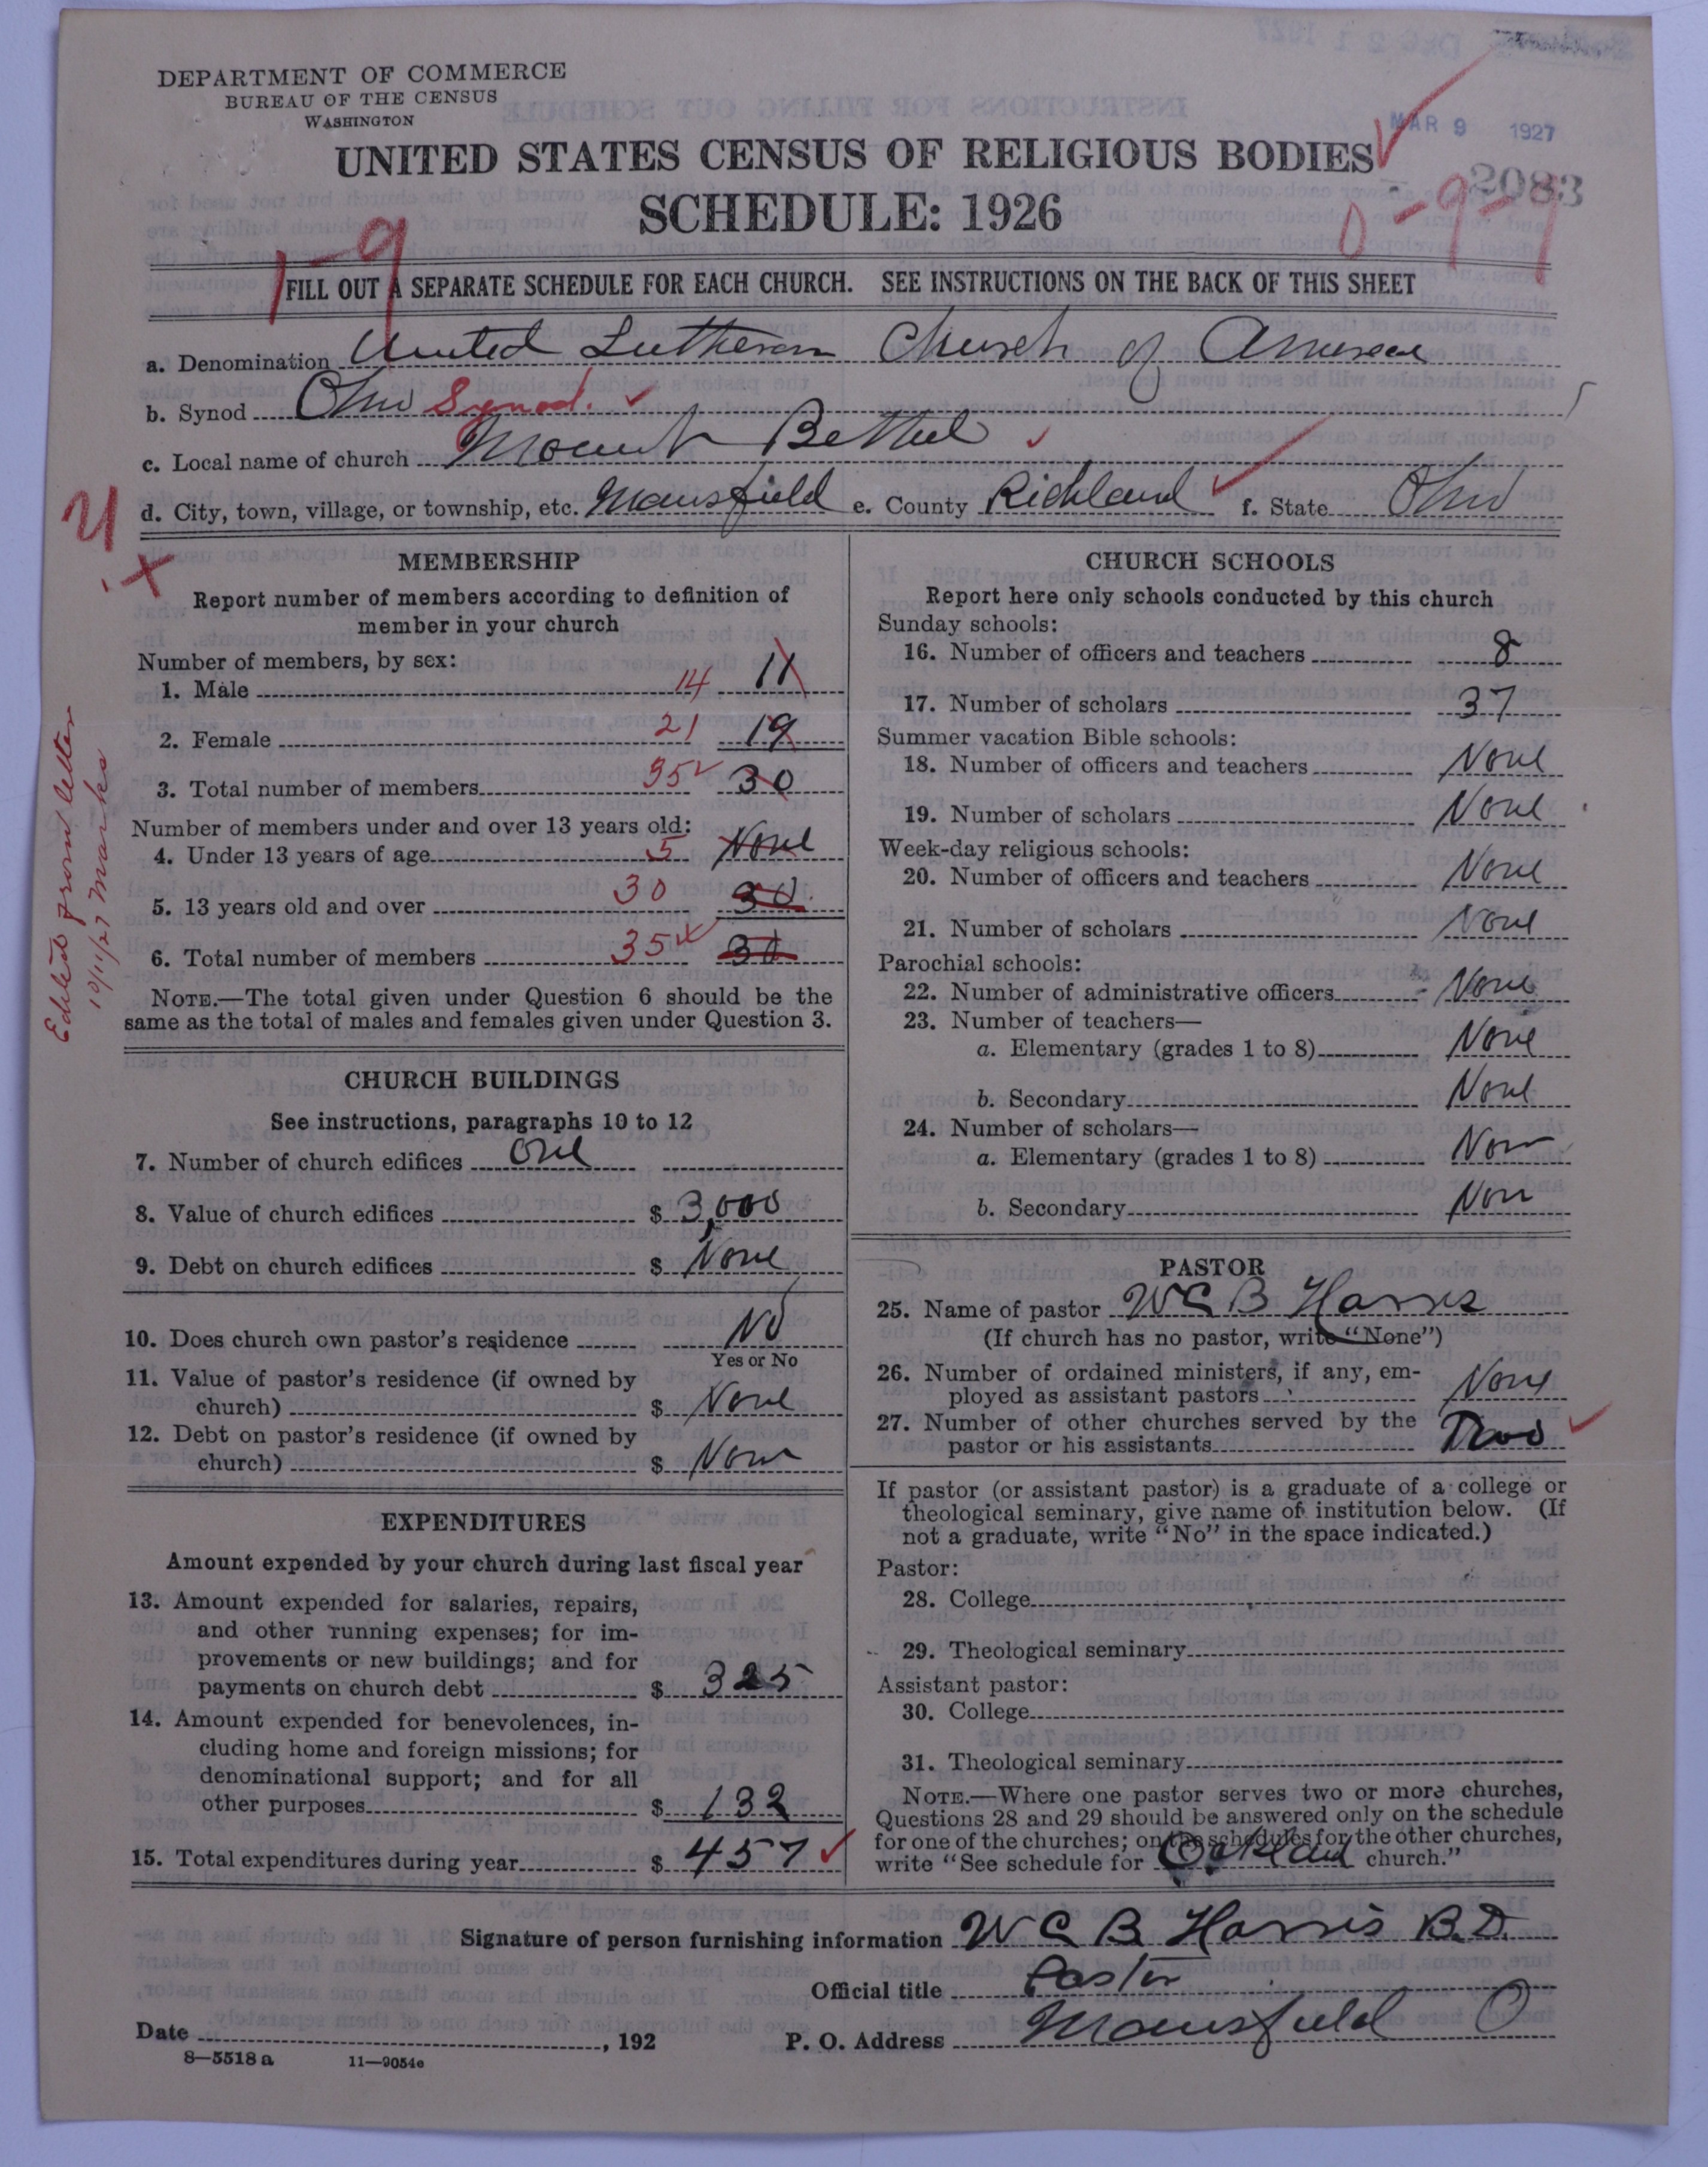 DEPARTMENT OF COMMERCE
BUREAU OF THE CENSUS
WASHINGTON
MAR 9 1927
UNITED STATES CENSUS OF RELIGIOUS BODIES
2083
SCHEDULE: 1926
0-9-9
1-9
FILL OUT A SEPARATE SCHEDULE FOR EACH CHURCH. SEE INSTRUCTIONS ON THE BACK OF THIS SHEET
a. Denomination United Lutheran Church of America
b. Synod Ohio Synod.
c. Local name of church Mount Bethel
d. City, town, village, or township, etc. Mansfield e. County Richland f. State Ohio
MEMBERSHIP
Report number of members according to definition of
member in your church
Number of members, by sex:
1. Male 14 11
2. Female 21 19
3. Total number of members 35 30
Number of members under and over 13 years old:
4. Under 13 years of age 5 None
5. 13 years old and over 30 30
6. Total number of members 35 30
NOTE.—The total given under Question 6 should be the
same as the total of males and females given under Question 3.
Edited from letter
10/11/27 Marks
CHURCH BUILDINGS
See instructions, paragraphs 10 to 12
7. Number of church edifices One
8. Value of church edifices $ 3,000
9. Debt on church edifices $ None
10. Does church own pastor's residence No
Yes or No
11. Value of pastor's residence (if owned by
church) $ None
12. Debt on pastor's residence (if owned by
church) $ Non
EXPENDITURES
Amount expended by your church during last fiscal year
13. Amount expended for salaries, repairs,
and other running expenses; for im-
provements or new buildings; and for
payments on church debt $ 325
14. Amount expended for benevolences, in-
cluding home and foreign missions; for
denominational support; and for all
other purposes $ 132
15. Total expenditures during year $ 457
CHURCH SCHOOLS
Report here only schools conducted by this church
Sunday schools:
16. Number of officers and teachers 8
17. Number of scholars 37
Summer vacation Bible schools:
18. Number of officers and teachers None
19. Number of scholars None
Week-day religious schools:
20. Number of officers and teachers None
21. Number of scholars None
Parochial schools:
22. Number of administrative officers None
23. Number of teachers—
a. Elementary (grades 1 to 8) None
b. Secondary None
24. Number of scholars—
a. Elementary (grades 1 to 8) Non
b. Secondary Non
PASTOR
25. Name of pastor W C B Harris
(If church has no pastor, write "None")
26. Number of ordained ministers, if any, em-
ployed as assistant pastors None
27. Number of other churches served by the
pastor or his assistants Two
If pastor (or assistant pastor) is a graduate of a college or
theological seminary, give name of institution below. (If
not a graduate, write "No" in the space indicated.)
Pastor:
28. College
29. Theological seminary
Assistant pastor:
30. College
31. Theological seminary
NOTE.—Where one pastor serves two or more churches,
Questions 28 and 29 should be answered only on the schedule
for one of the churches; on the schedules for the other churches,
write "See schedule for Oakland church."
Signature of person furnishing information W C B Harris B.D.
Official title Pastor
Date , 192 P. O. Address Mansfield O
8—5518 a 11—9054e